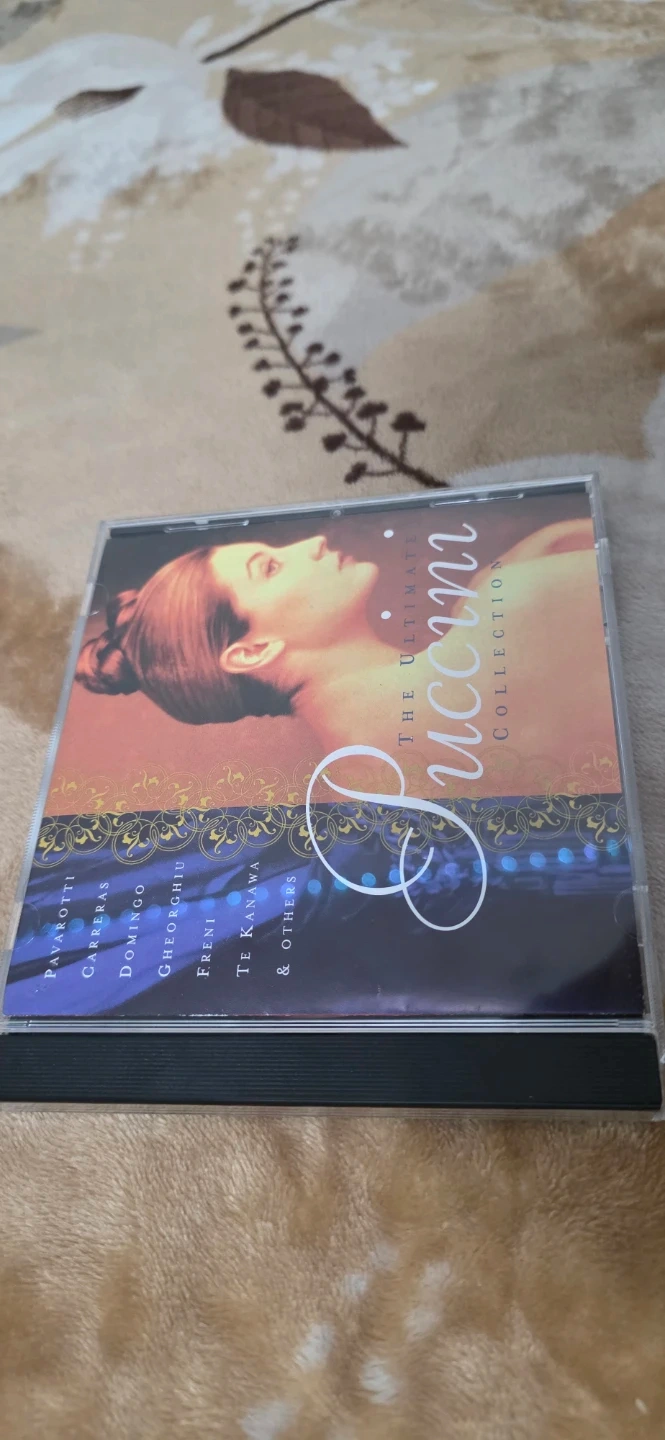 Pavarotti
Carreras
Domingo
Gheorghiu
Freni
Te Kanawa
& others
The Ultimate
Puccini
Collection